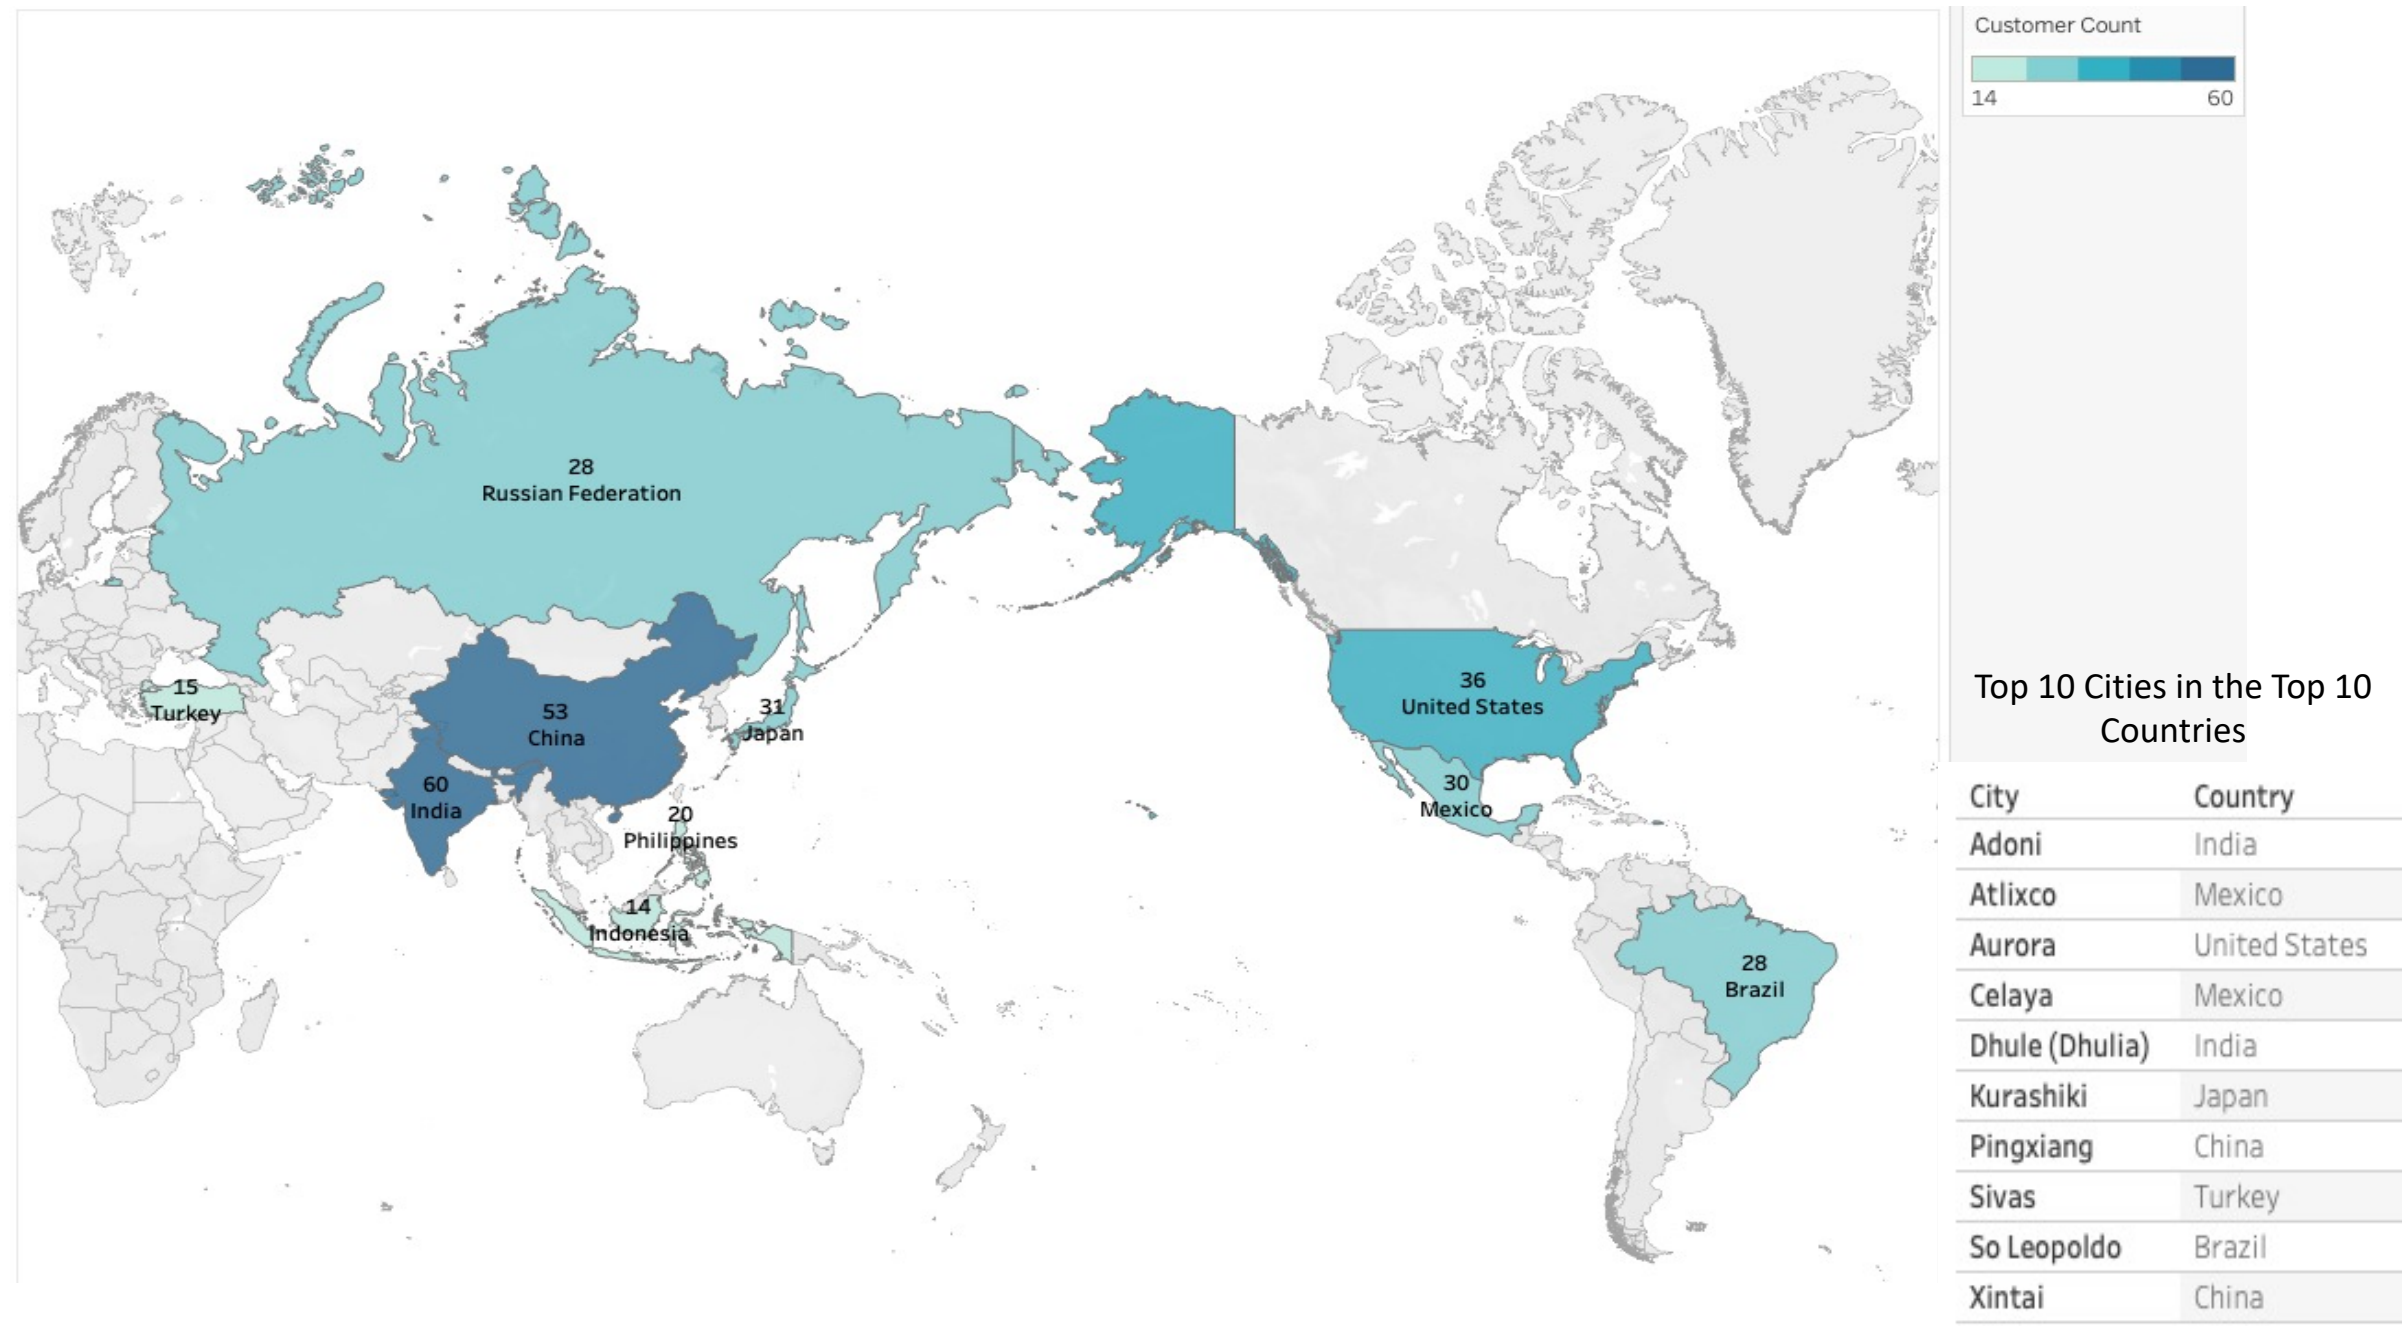 Customer Count
14 60
28
Russian Federation
15
Turkey
53
China
31
Japan
60
India
20
Philippines
14
Indonesia
36
United States
30
Mexico
28
Brazil
Top 10 Cities in the Top 10
Countries
City Country
Adoni India
Atlixco Mexico
Aurora United States
Celaya Mexico
Dhule (Dhulia) India
Kurashiki Japan
Pingxiang China
Sivas Turkey
So Leopoldo Brazil
Xintai China